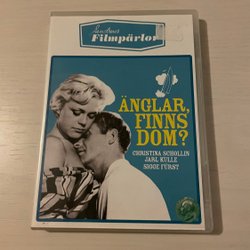 Filmpärlor
ÄNGLAR,
FINNS
DOM?
CHRISTINA SCHOLLIN
JARL KULLE
SIGGE FÜRST